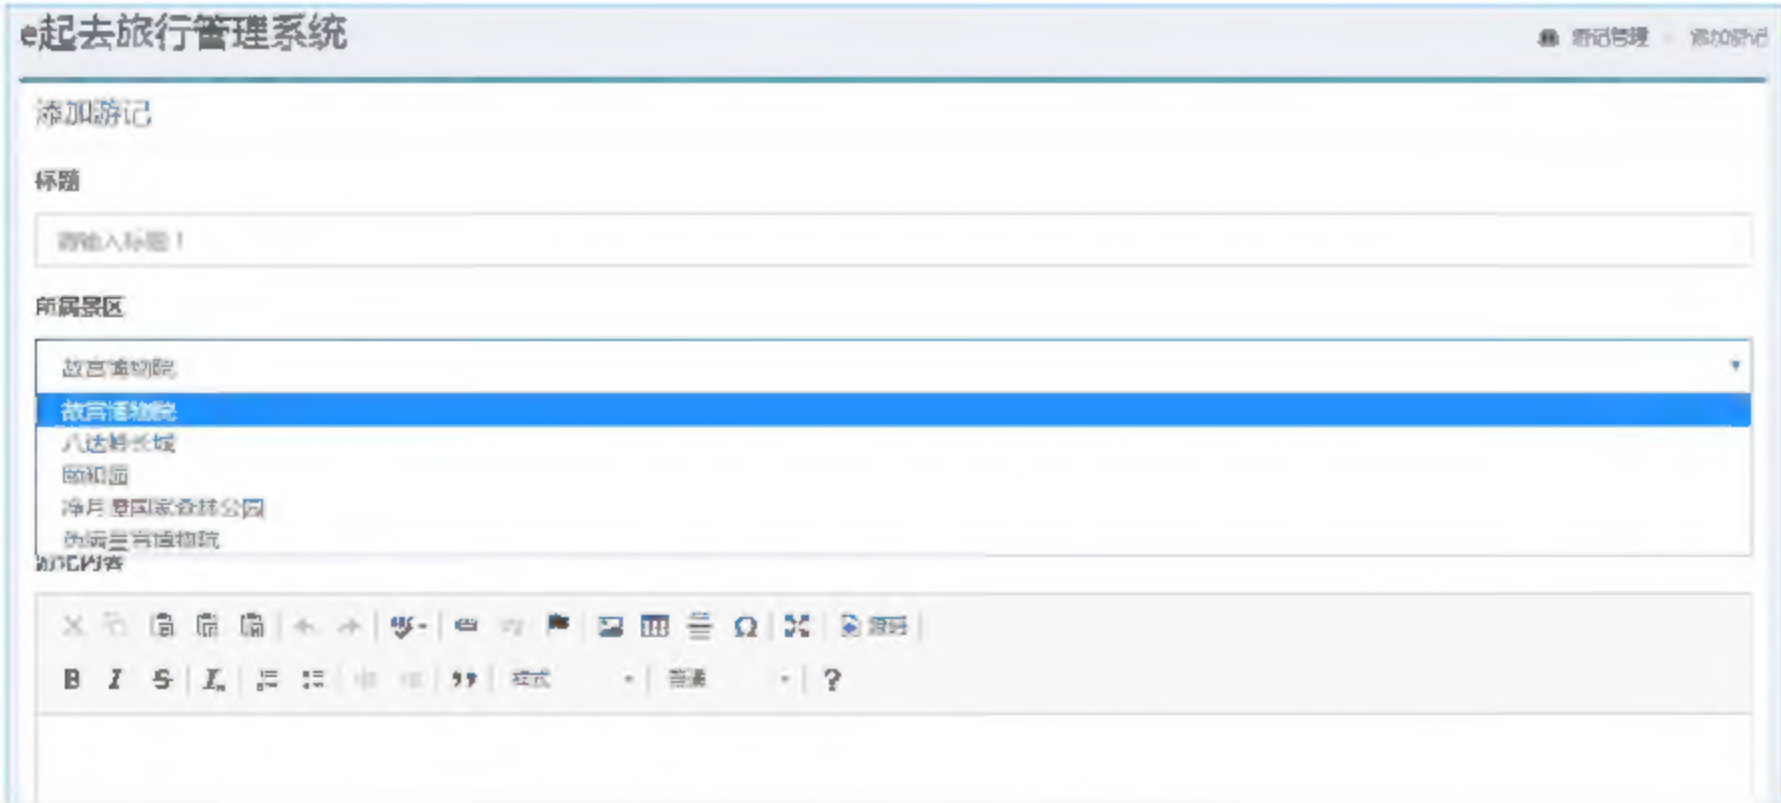 e起去旅行管理系统
游记管理 添加游记
添加游记
标题
请输入标题！
所属景区
故宫博物院
故宫博物院
八达岭长城
颐和园
净月潭国家森林公园
伪满皇宫博物院
游记内容
源码
B I S Ix 样式 普通 ?